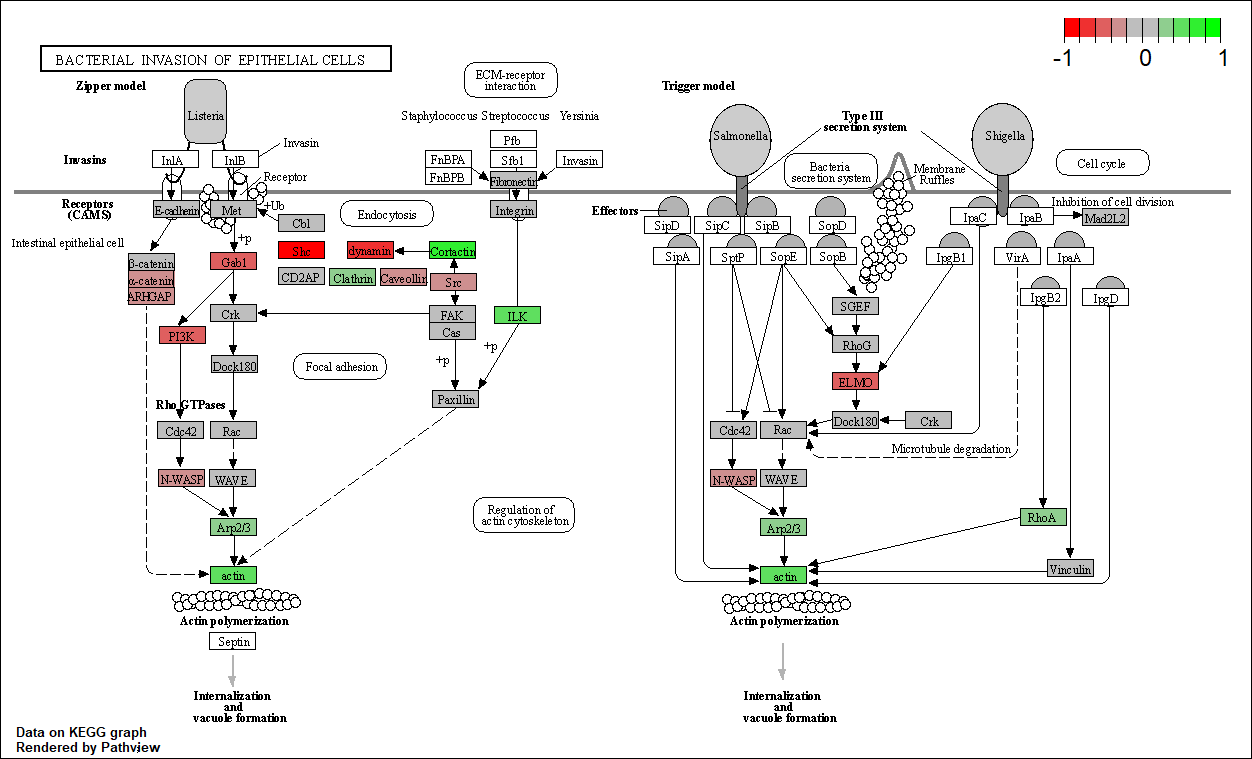 -1 0 1
BACTERIAL INVASION OF EPITHELIAL CELLS
Zipper model
ECM-receptor
interaction
Trigger model
Listeria
Staphylococcus Streptococcus Yersinia
Salmonella
Type III
secretion system
Shigella
Pfb
Invasin
Invasins
InlA
InlB
FnBPA
FnBPB
Sfb1
Invasin
Bacteria
secretion system
Membrane
Ruffles
Cell cycle
Receptor
Fibronectin
Receptors
(CAMS)
E-cadherin
Met
+Ub
Cbl
Endocytosis
Integrin
Effectors
SipD
SipC
SipB
SopD
IpaC
IpaB
Inhibition of cell division
Mad2L2
Intestinal epithelial cell
+p
Shc
dynamin
Cortactin
SipA
SptP
SopE
SopB
IpgB1
VirA
IpaA
β-catenin
α-catenin
ARHGAP
Gab1
CD2AP
Clathrin
Caveollin
Src
IpgB2
IpgD
Crk
FAK
Cas
ILK
SGEF
PI3K
+p
+p
RhoG
Dock180
Focal adhesion
Paxillin
ELMO
Rho GTPases
Dock180
Crk
Cdc42
Rac
Cdc42
Rac
Microtubule degradation
N-WASP
WAVE
N-WASP
WAVE
Regulation of
actin cytoskeleton
Arp2/3
Arp2/3
RhoA
actin
actin
Vinculin
Actin polymerization
Actin polymerization
Septin
Internalization
and
vacuole formation
Internalization
and
vacuole formation
Data on KEGG graph
Rendered by Pathview